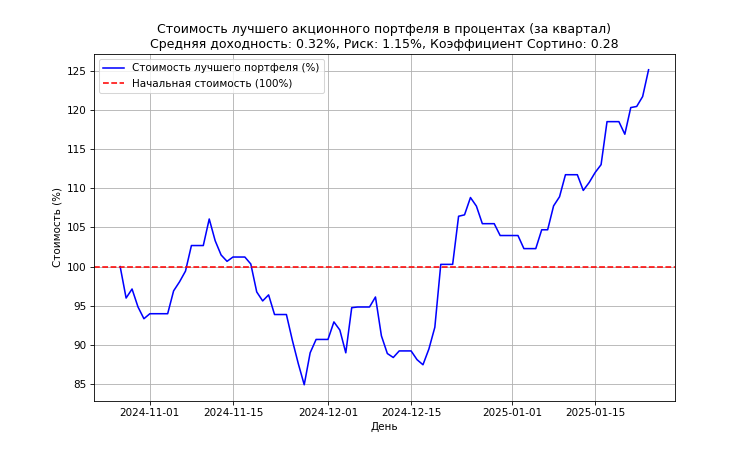 Стоимость лучшего акционного портфеля в процентах (за квартал)
Средняя доходность: 0.32%, Риск: 1.15%, Коэффициент Сортино: 0.28
Стоимость лучшего портфеля (%)
Начальная стоимость (100%)
Стоимость (%)
125
120
115
110
105
100
95
90
85
2024-11-01
2024-11-15
2024-12-01
2024-12-15
2025-01-01
2025-01-15
День